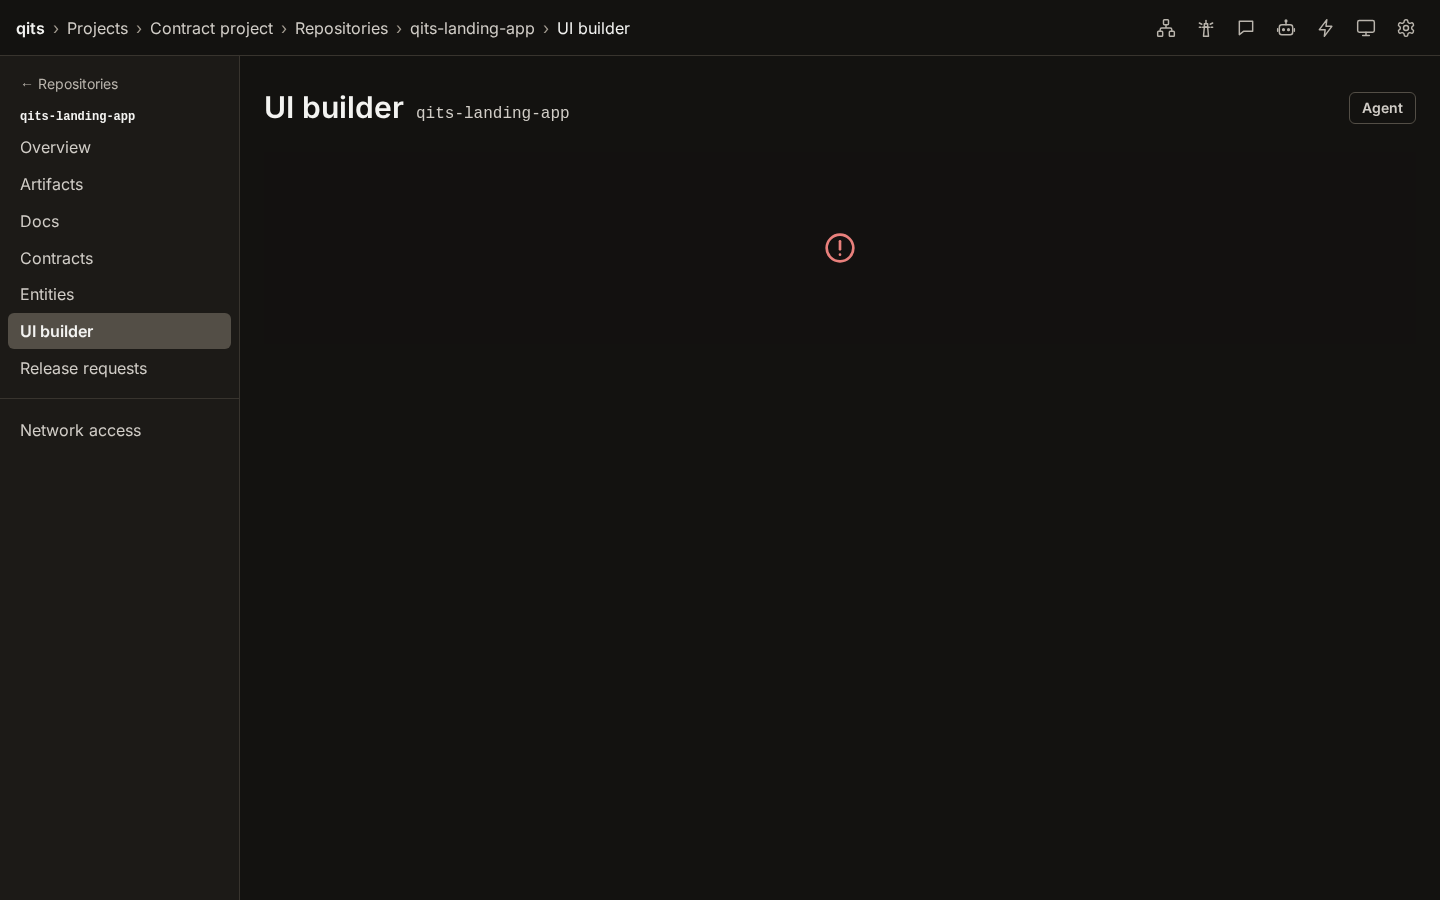 qits › Projects › Contract project › Repositories › qits-landing-app › UI builder
← Repositories
qits-landing-app
Overview
Artifacts
Docs
Contracts
Entities
UI builder
Release requests
Network access
UI builder qits-landing-app
Agent